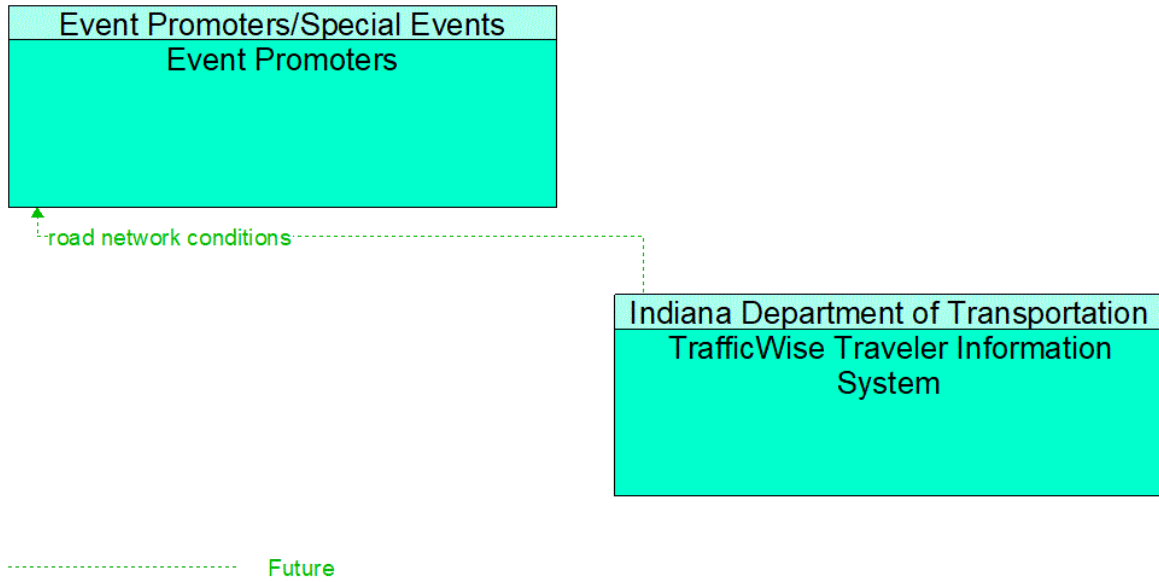 Event Promoters/Special Events
Event Promoters
road network conditions
Indiana Department of Transportation
TrafficWise Traveler Information
System
Future